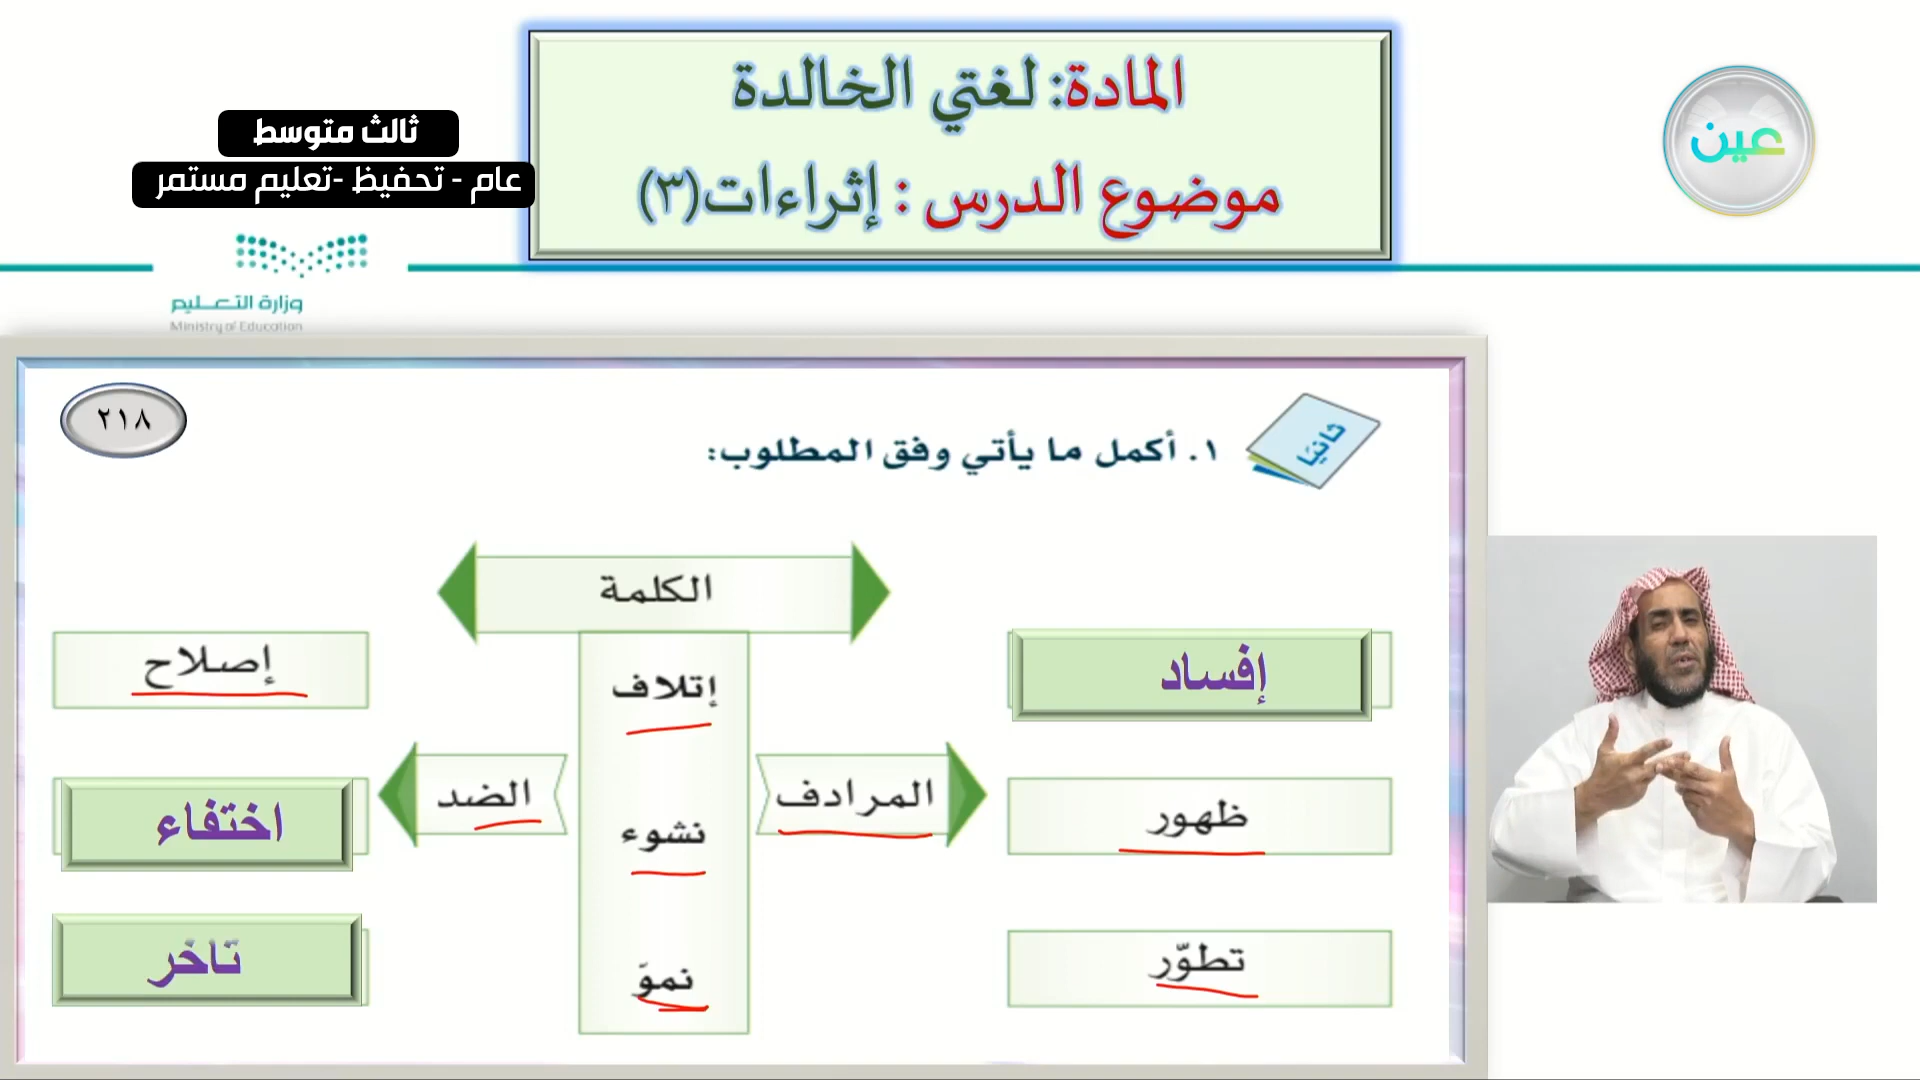 المادة: لغتي الخالدة
موضوع الدرس : إثراءات(٣)
عين
ثالث متوسط
عام - تحفيظ -تعليم مستمر
وزارة التعـــليم
Ministry of Education
٢١٨
ثانيًا
١. أكمل ما يأتي وفق المطلوب:
الكلمة
إفساد
إتلاف
إصلاح
المرادف
الضد
ظهور
نشوء
اختفاء
تطوّر
نموّ
تاخر